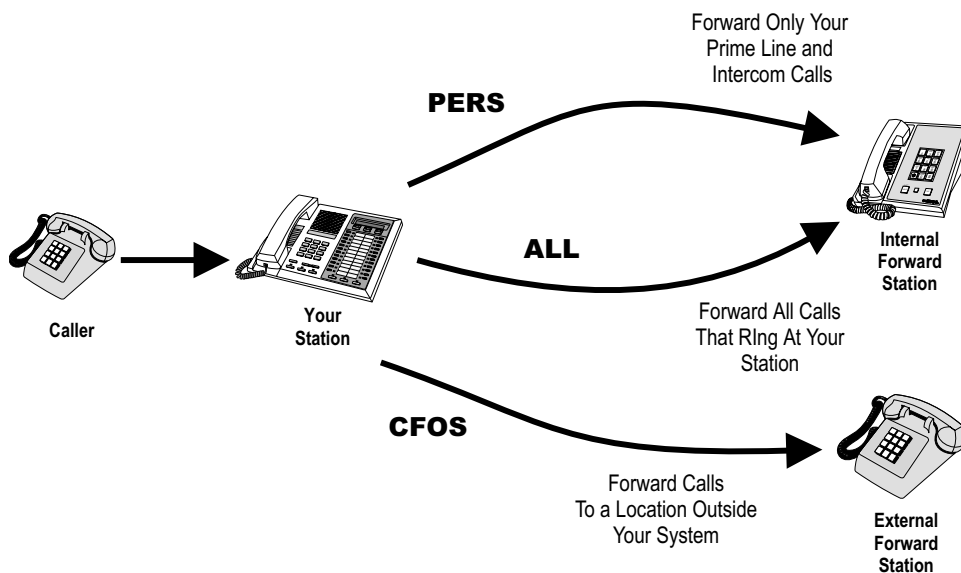 Forward Only Your
Prime Line and
Intercom Calls
PERS
Internal
Forward
Station
ALL
Caller
Your
Station
Forward All Calls
That RIng At Your
Station
CFOS
Forward Calls
To a Location Outside
Your System
External
Forward
Station